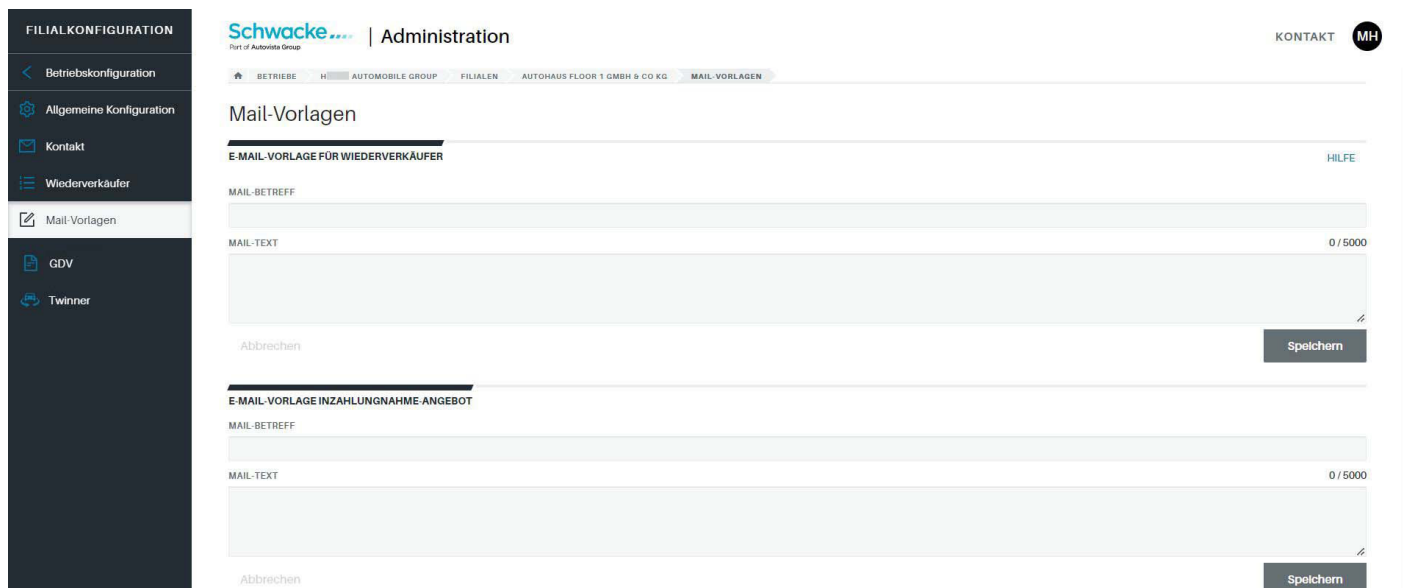 FILIALKONFIGURATION
Betriebskonfiguration
Allgemeine Konfiguration
Kontakt
Wiederverkäufer
Mail-Vorlagen
GDV
Twinner
Schwacke.... | Administration
Part of Autovista Group
KONTAKT MH
BETRIEBE H AUTOMOBILE GROUP FILIALEN AUTOHAUS FLOOR 1 GMBH & CO KG MAIL-VORLAGEN
Mail-Vorlagen
E-MAIL-VORLAGE FÜR WIEDERVERKÄUFER HILFE
MAIL-BETREFF
MAIL-TEXT 0 / 5000
Abbrechen Speichern
E-MAIL-VORLAGE INZAHLUNGNAHME-ANGEBOT
MAIL-BETREFF
MAIL-TEXT 0 / 5000
Abbrechen Speichern